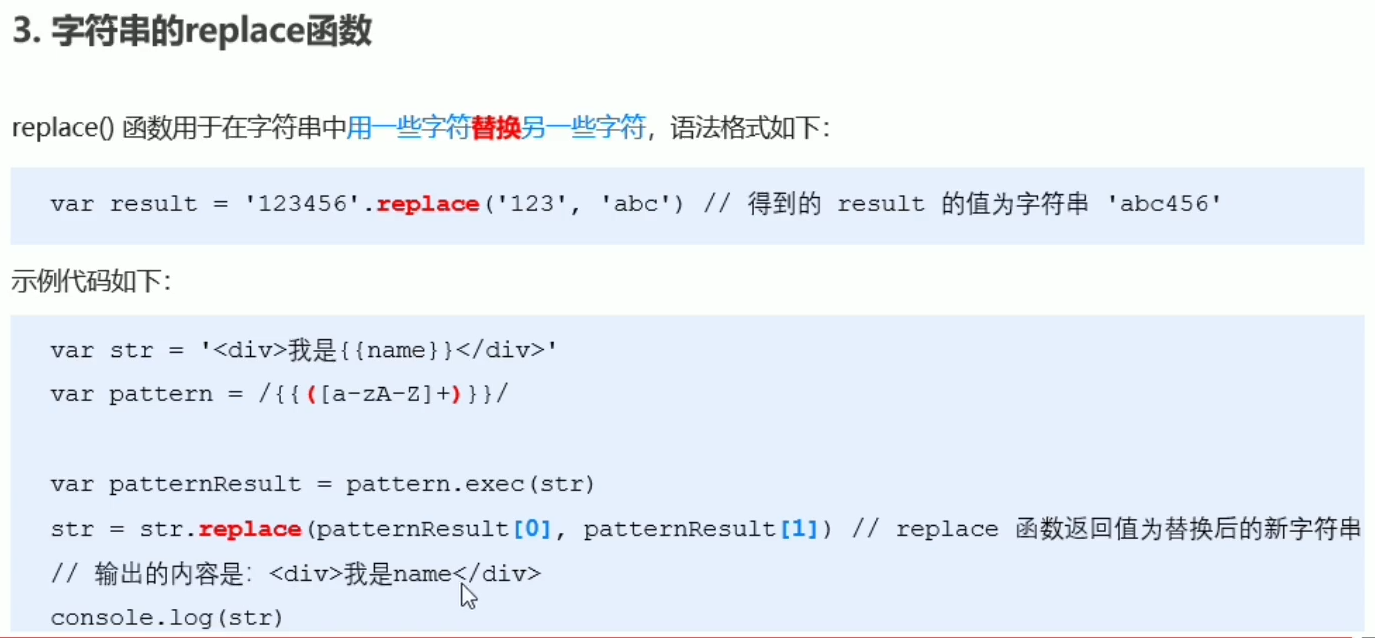 3. 字符串的replace函数
replace() 函数用于在字符串中用一些字符替换另一些字符，语法格式如下：
var result = '123456'.replace('123', 'abc') // 得到的 result 的值为字符串 'abc456'
示例代码如下：
var str = '<div>我是{{name}}</div>'
var pattern = /{{([a-zA-Z]+)}}/
var patternResult = pattern.exec(str)
str = str.replace(patternResult[0], patternResult[1]) // replace 函数返回值为替换后的新字符串
// 输出的内容是：<div>我是name</div>
console.log(str)